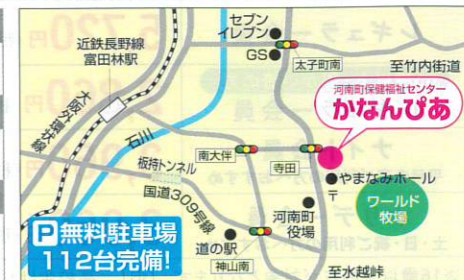 セブン
イレブン
GS
近鉄長野線
富田林駅
太子町南
至竹内街道
大阪外環状線
石川
河南町保健福祉センター
かなんぴあ
板持トンネル
南大伴
寺田
やまなみホール
〒
国道309号線
ワールド
牧場
河南町
役場
P無料駐車場
112台完備!
道の駅
神山南
至水越峠